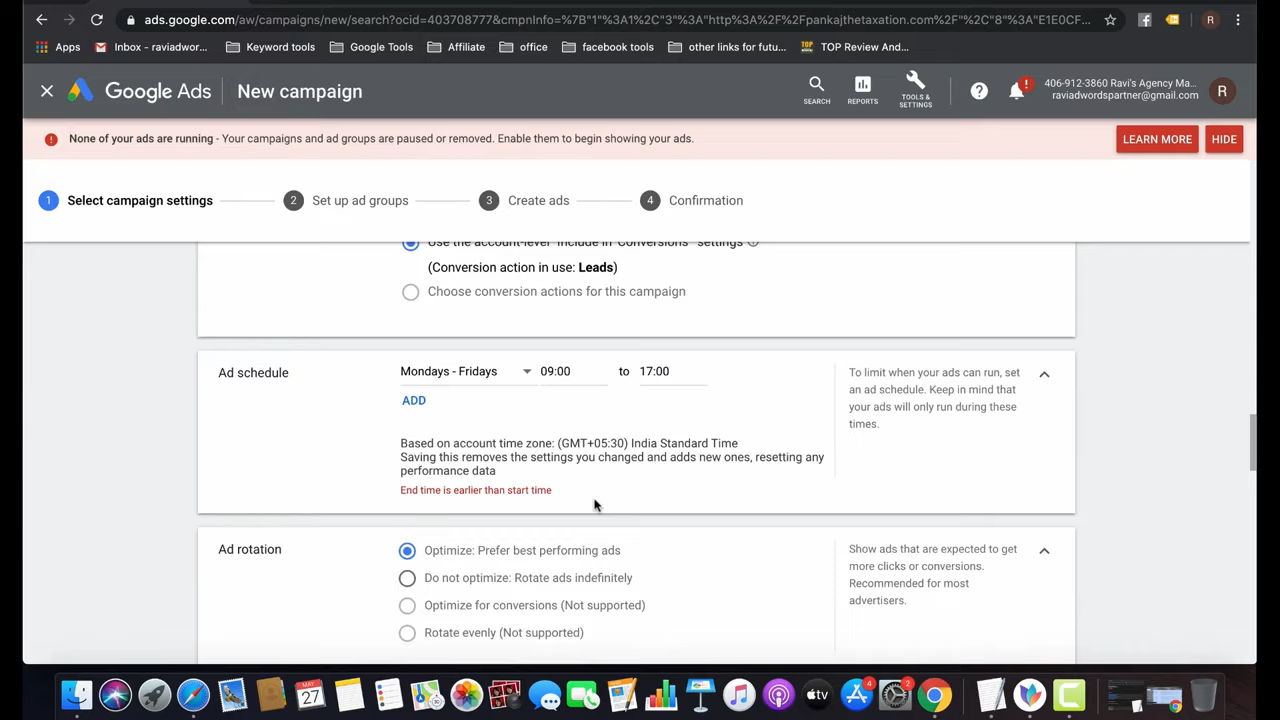 ads.google.com/aw/campaigns/new/search?ocid=403708777&cmpnInfo=%7B"1"%3A1%2C"3"%3A"http%3A%2F%2Fpankajthetaxation.com%2F"%2C"8"%3A"E1E0CF...
R
Apps
Inbox - raviadwor...
Keyword tools
Google Tools
Affiliate
office
facebook tools
other links for futu...
TOP Review And...
Google Ads
New campaign
SEARCH
REPORTS
TOOLS &
SETTINGS
406-912-3860 Ravi's Agency Ma...
raviadwordspartner@gmail.com
R
None of your ads are running - Your campaigns and ad groups are paused or removed. Enable them to begin showing your ads.
LEARN MORE
HIDE
1 Select campaign settings
2 Set up ad groups
3 Create ads
4 Confirmation
Use the account-level "Include in 'Conversions'" settings
(Conversion action in use: Leads)
Choose conversion actions for this campaign
Ad schedule
Mondays - Fridays
09:00
to
17:00
ADD
Based on account time zone: (GMT+05:30) India Standard Time
Saving this removes the settings you changed and adds new ones, resetting any
performance data
End time is earlier than start time
To limit when your ads can run, set
an ad schedule. Keep in mind that
your ads will only run during these
times.
Ad rotation
Optimize: Prefer best performing ads
Do not optimize: Rotate ads indefinitely
Optimize for conversions (Not supported)
Rotate evenly (Not supported)
Show ads that are expected to get
more clicks or conversions.
Recommended for most
advertisers.
MAY
27
tv
4
2